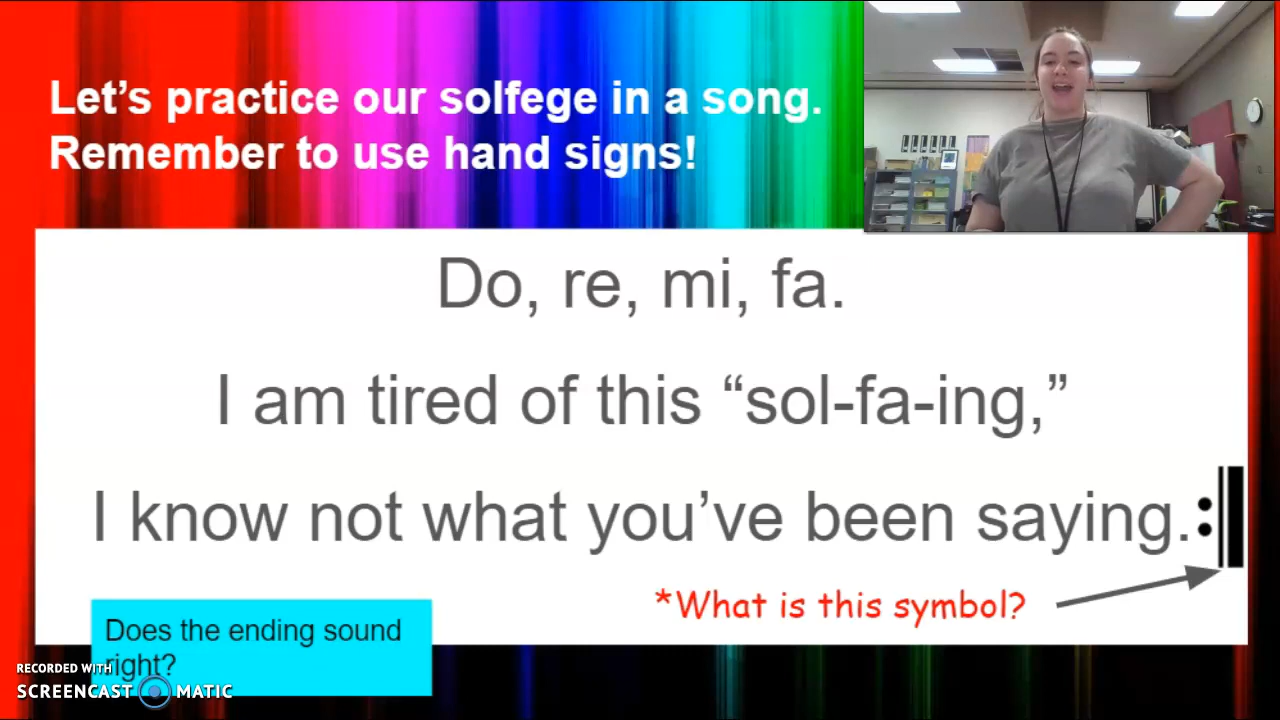 Let's practice our solfege in a song.
Remember to use hand signs!
Do, re, mi, fa.
I am tired of this “sol-fa-ing,”
I know not what you've been saying.
*What is this symbol?
Does the ending sound
right?
RECORDED WITH
SCREENCAST MATIC